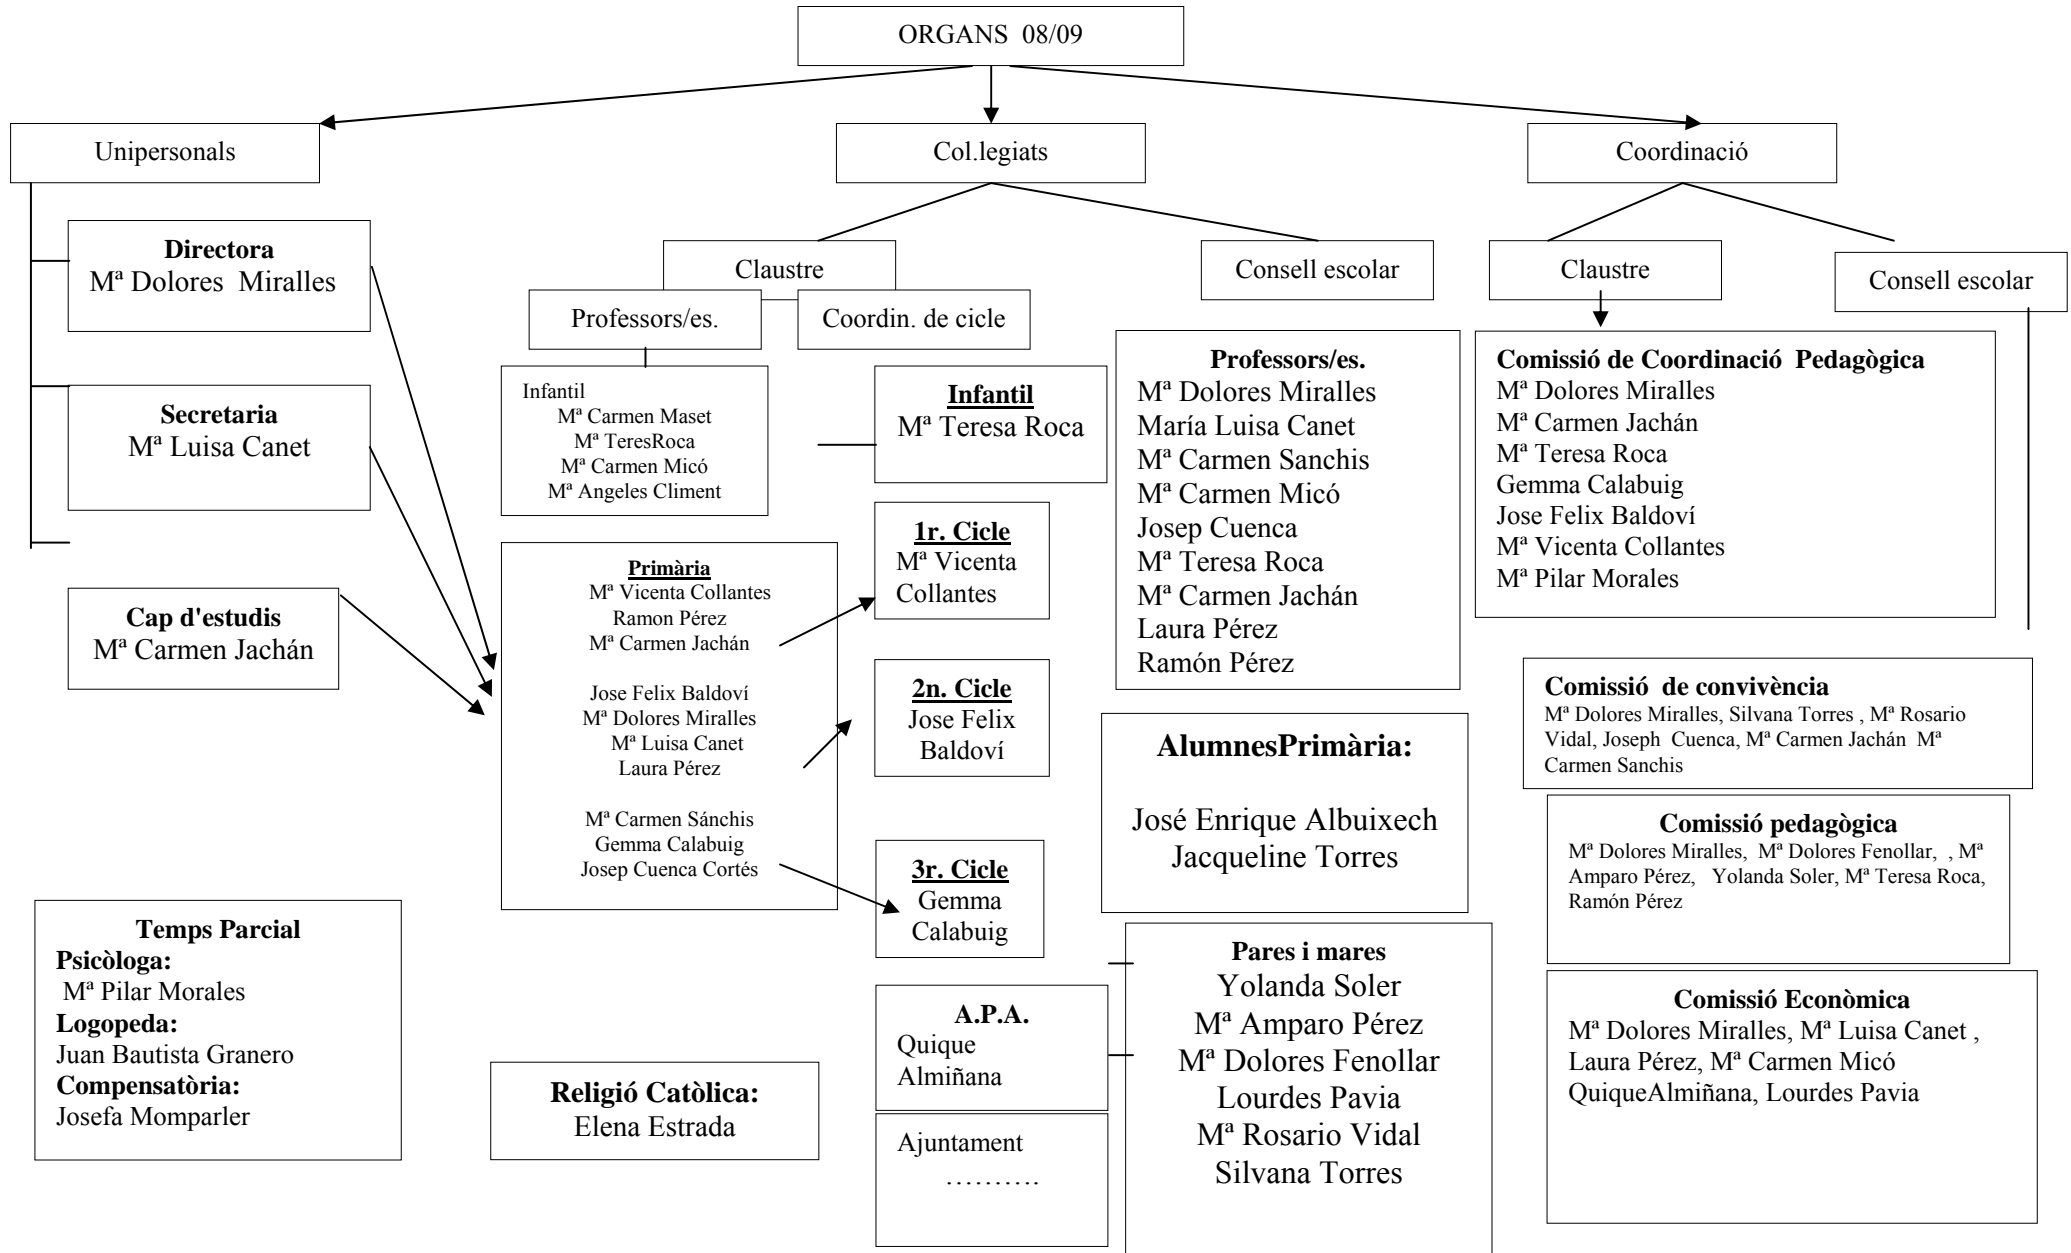 ORGANS 08/09
Unipersonals
Col.legiats
Coordinació
Directora
Mª Dolores Miralles
Secretaria
Mª Luisa Canet
Cap d'estudis
Mª Carmen Jachán
Temps Parcial
Psicòloga:
Mª Pilar Morales
Logopeda:
Juan Bautista Granero
Compensatòria:
Josefa Momparler
Claustre
Professors/es.
Coordin. de cicle
Infantil
Mª Carmen Maset
Mª TeresRoca
Mª Carmen Micó
Mª Angeles Climent
Primària
Mª Vicenta Collantes
Ramon Pérez
Mª Carmen Jachán
Jose Felix Baldoví
Mª Dolores Miralles
Mª Luisa Canet
Laura Pérez
Mª Carmen Sánchis
Gemma Calabuig
Josep Cuenca Cortés
Religió Catòlica:
Elena Estrada
Infantil
Mª Teresa Roca
1r. Cicle
Mª Vicenta
Collantes
2n. Cicle
Jose Felix
Baldoví
3r. Cicle
Gemma
Calabuig
A.P.A.
Quique
Almiñana
Ajuntament
……….
Consell escolar
Professors/es.
Mª Dolores Miralles
María Luisa Canet
Mª Carmen Sanchis
Mª Carmen Micó
Josep Cuenca
Mª Teresa Roca
Mª Carmen Jachán
Laura Pérez
Ramón Pérez
AlumnesPrimària:
José Enrique Albuixech
Jacqueline Torres
Pares i mares
Yolanda Soler
Mª Amparo Pérez
Mª Dolores Fenollar
Lourdes Pavia
Mª Rosario Vidal
Silvana Torres
Claustre
Consell escolar
Comissió de Coordinació Pedagògica
Mª Dolores Miralles
Mª Carmen Jachán
Mª Teresa Roca
Gemma Calabuig
Jose Felix Baldoví
Mª Vicenta Collantes
Mª Pilar Morales
Comissió de convivència
Mª Dolores Miralles, Silvana Torres , Mª Rosario
Vidal, Joseph Cuenca, Mª Carmen Jachán Mª
Carmen Sanchis
Comissió pedagògica
Mª Dolores Miralles, Mª Dolores Fenollar, , Mª
Amparo Pérez, Yolanda Soler, Mª Teresa Roca,
Ramón Pérez
Comissió Econòmica
Mª Dolores Miralles, Mª Luisa Canet ,
Laura Pérez, Mª Carmen Micó
QuiqueAlmiñana, Lourdes Pavia